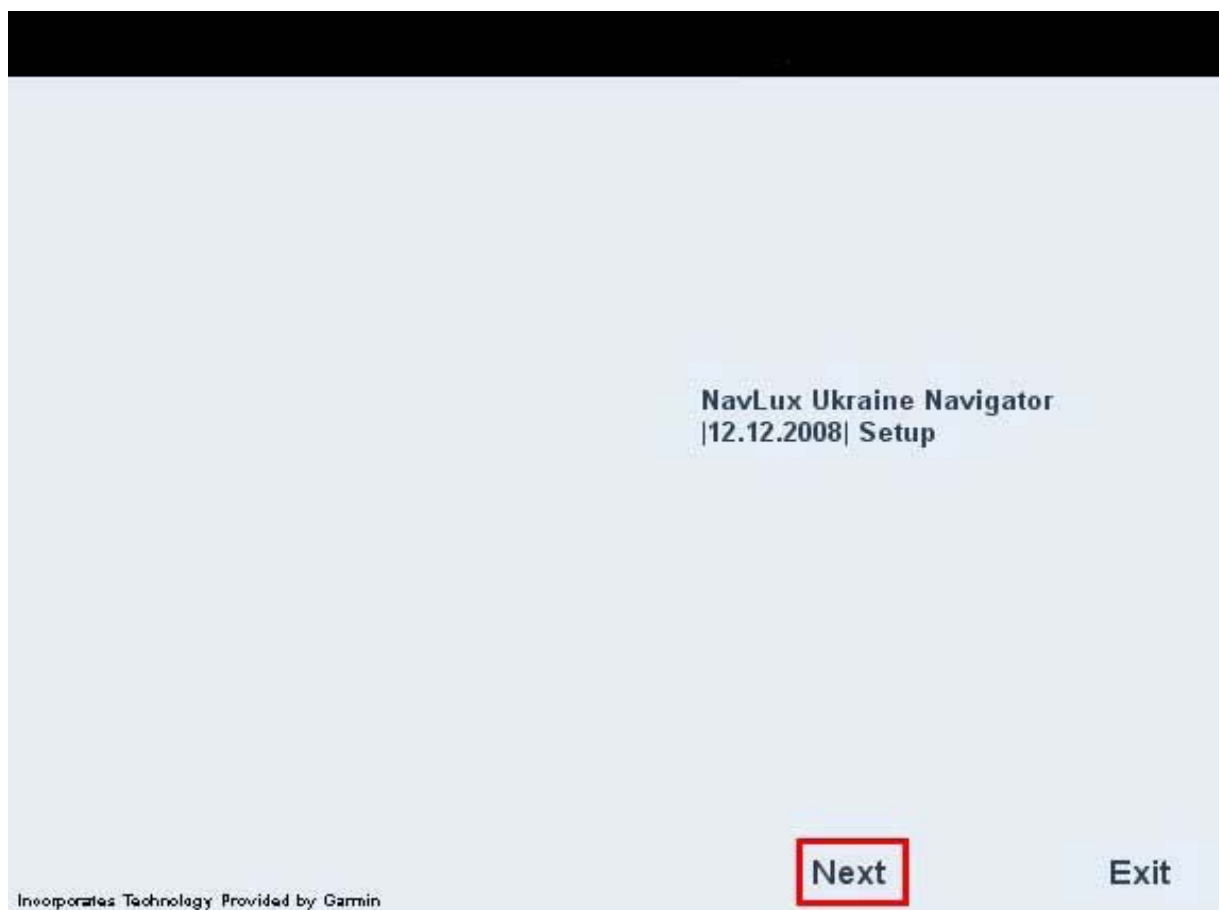 NavLux Ukraine Navigator
|12.12.2008| Setup
Next
Exit
Incorporates Technology Provided by Garmin